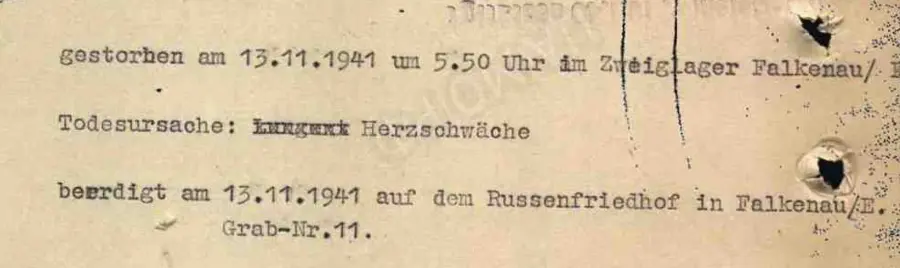 gestorben am 13.11.1941 um 5.50 Uhr im Zweiglager Falkenau/
Todesursache: Herzschwäche
beerdigt am 13.11.1941 auf dem Russenfriedhof in Falkenau/E.
Grab-Nr.11.